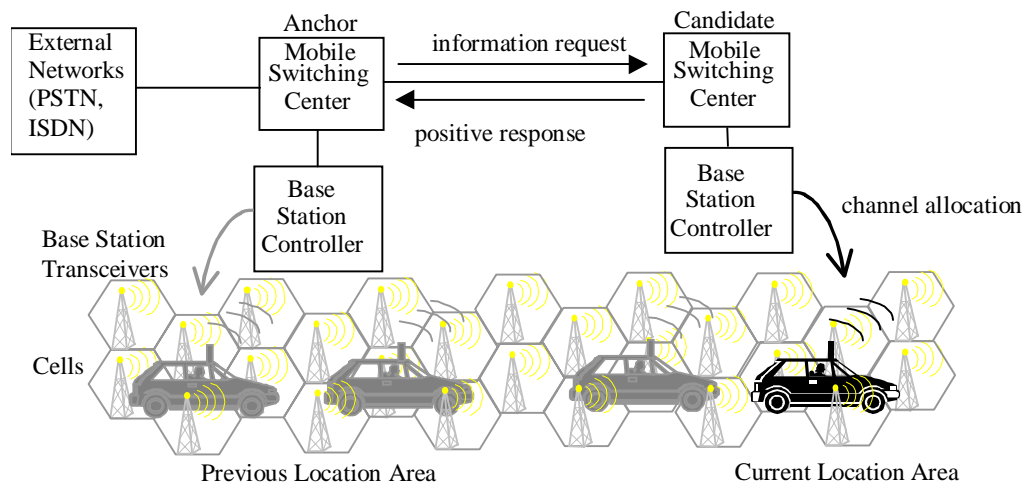 External
Networks
(PSTN,
ISDN)
Anchor
Mobile
Switching
Center
information request
positive response
Candidate
Mobile
Switching
Center
Base
Station
Controller
Base
Station
Controller
channel allocation
Base Station
Transceivers
Cells
Previous Location Area
Current Location Area